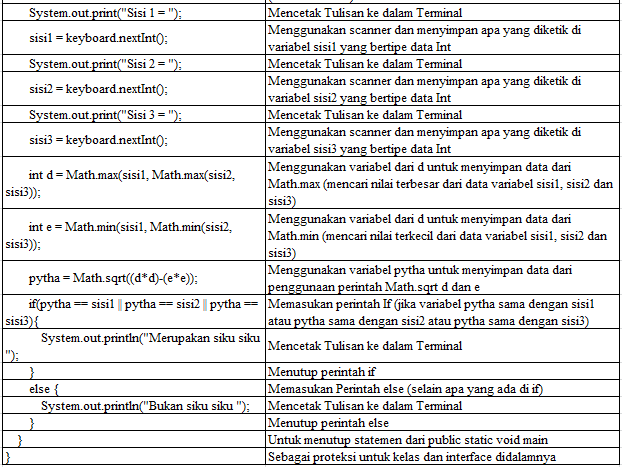 System.out.print("Sisi 1 = ");
Mencetak Tulisan ke dalam Terminal
sisi1 = keyboard.nextInt();
Menggunakan scanner dan menyimpan apa yang diketik di
variabel sisi1 yang bertipe data Int
System.out.print("Sisi 2 = ");
Mencetak Tulisan ke dalam Terminal
sisi2 = keyboard.nextInt();
Menggunakan scanner dan menyimpan apa yang diketik di
variabel sisi2 yang bertipe data Int
System.out.print("Sisi 3 = ");
Mencetak Tulisan ke dalam Terminal
sisi3 = keyboard.nextInt();
Menggunakan scanner dan menyimpan apa yang diketik di
variabel sisi3 yang bertipe data Int
int d = Math.max(sisi1, Math.max(sisi2,
sisi3));
Menggunakan variabel dari d untuk menyimpan data dari
Math.max (mencari nilai terbesar dari data variabel sisi1, sisi2 dan
sisi3)
int e = Math.min(sisi1, Math.min(sisi2,
sisi3));
Menggunakan variabel dari d untuk menyimpan data dari
Math.min (mencari nilai terkecil dari data variabel sisi1, sisi2 dan
sisi3)
pytha = Math.sqrt((d*d)-(e*e));
Menggunakan variabel pytha untuk menyimpan data dari
penggunaan perintah Math.sqrt d dan e
if(pytha == sisi1 || pytha == sisi2 || pytha ==
sisi3){
Memasukan perintah If (jika variabel pytha sama dengan sisi1
atau pytha sama dengan sisi2 atau pytha sama dengan sisi3)
System.out.println("Merupakan siku siku
");
Mencetak Tulisan ke dalam Terminal
}
Menutup perintah if
else {
Memasukan Perintah else (selain apa yang ada di if)
System.out.println("Bukan siku siku ");
Mencetak Tulisan ke dalam Terminal
}
Menutup perintah else
}
Untuk menutup statemen dari public static void main
}
Sebagai proteksi untuk kelas dan interface didalamnya